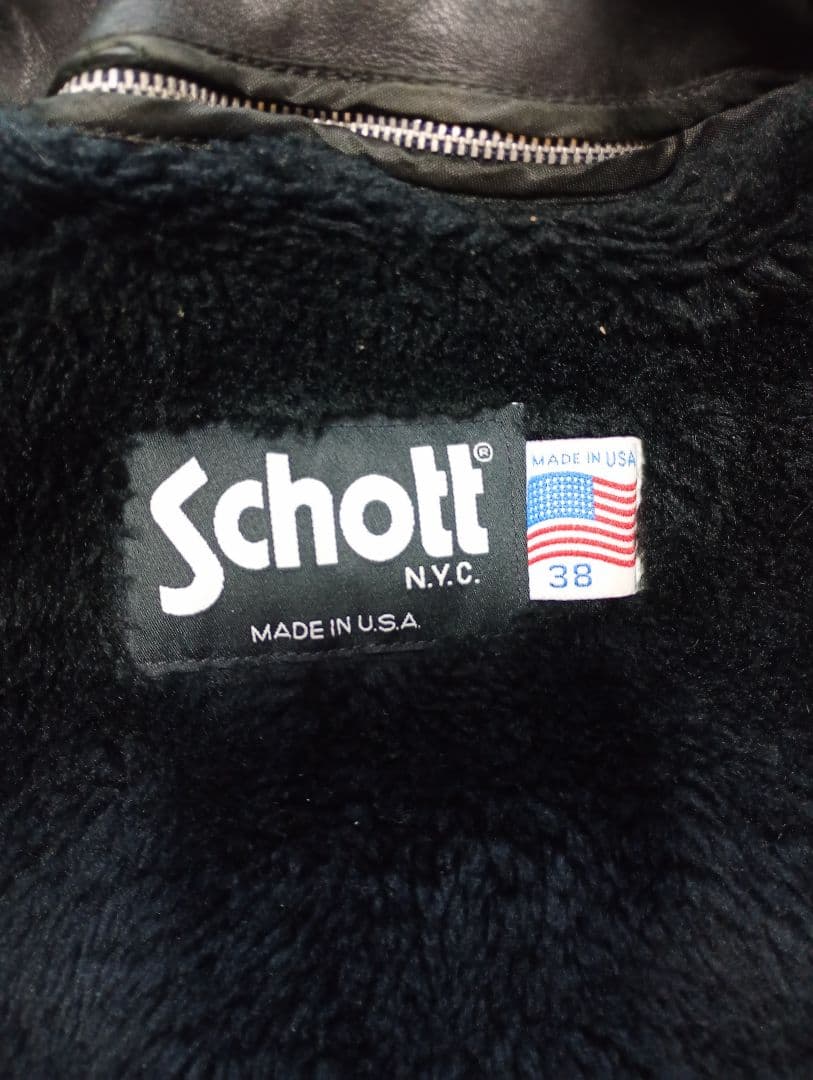 Schott®
N.Y.C.
MADE IN U.S.A.
MADE IN USA
38